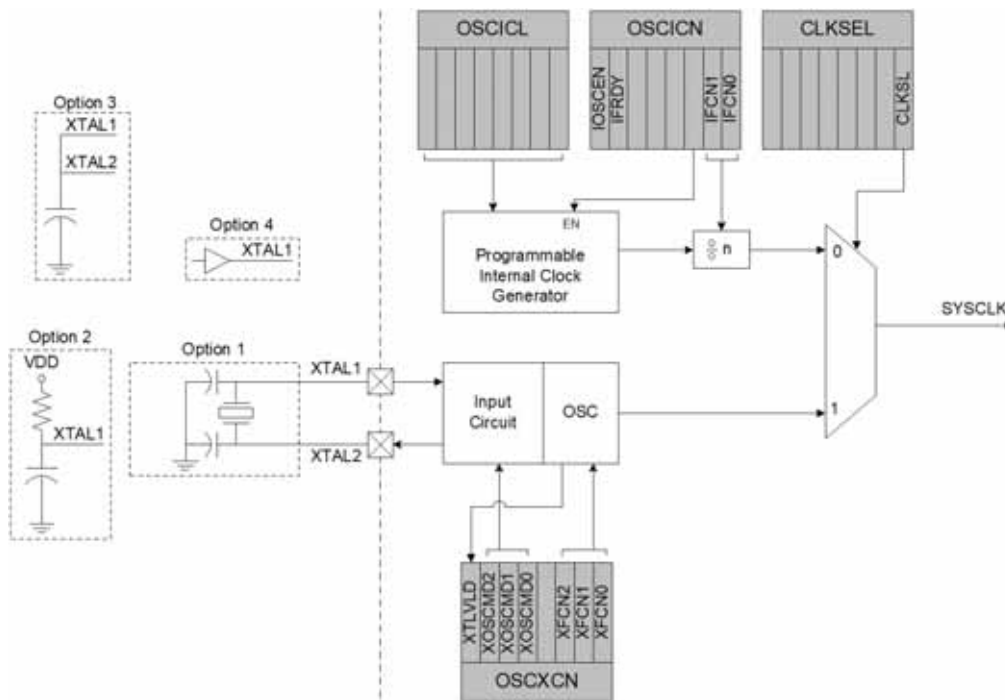 OSCICL
OSCICN
CLKSEL
IOSCEN
IFRDY
IFCN1
IFCN0
CLKSL
Option 3
XTAL1
XTAL2
Option 4
XTAL1
EN
Programmable
Internal Clock
Generator
÷ n
0
SYSCLK
Option 2
VDD
XTAL1
Option 1
XTAL1
XTAL2
Input
Circuit
OSC
1
XTLVLD
XOSCMD2
XOSCMD1
XOSCMD0
XFCN2
XFCN1
XFCN0
OSCXCN